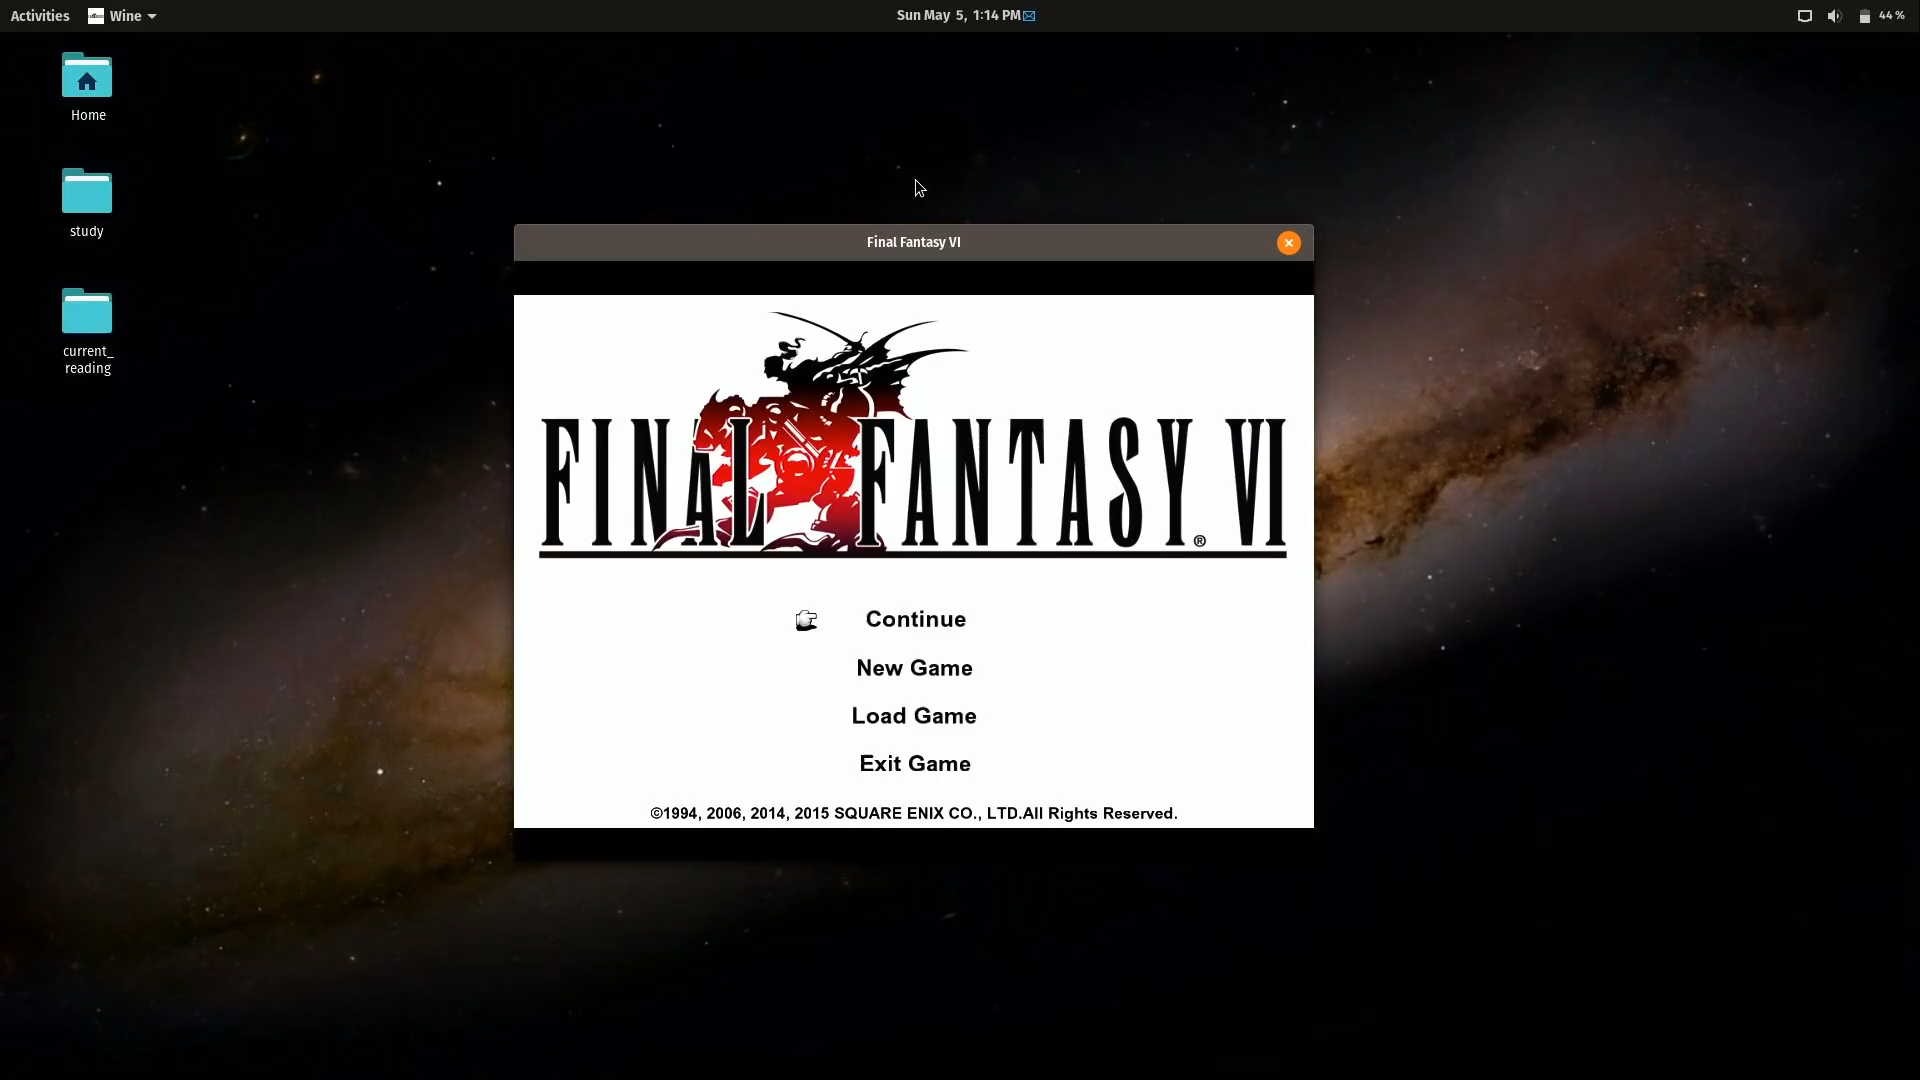 Activities Wine Sun May 5, 1:14 PM 44 %
Home
study
current_
reading
Final Fantasy VI
FINAL FANTASY® VI
Continue
New Game
Load Game
Exit Game
©1994, 2006, 2014, 2015 SQUARE ENIX CO., LTD.All Rights Reserved.